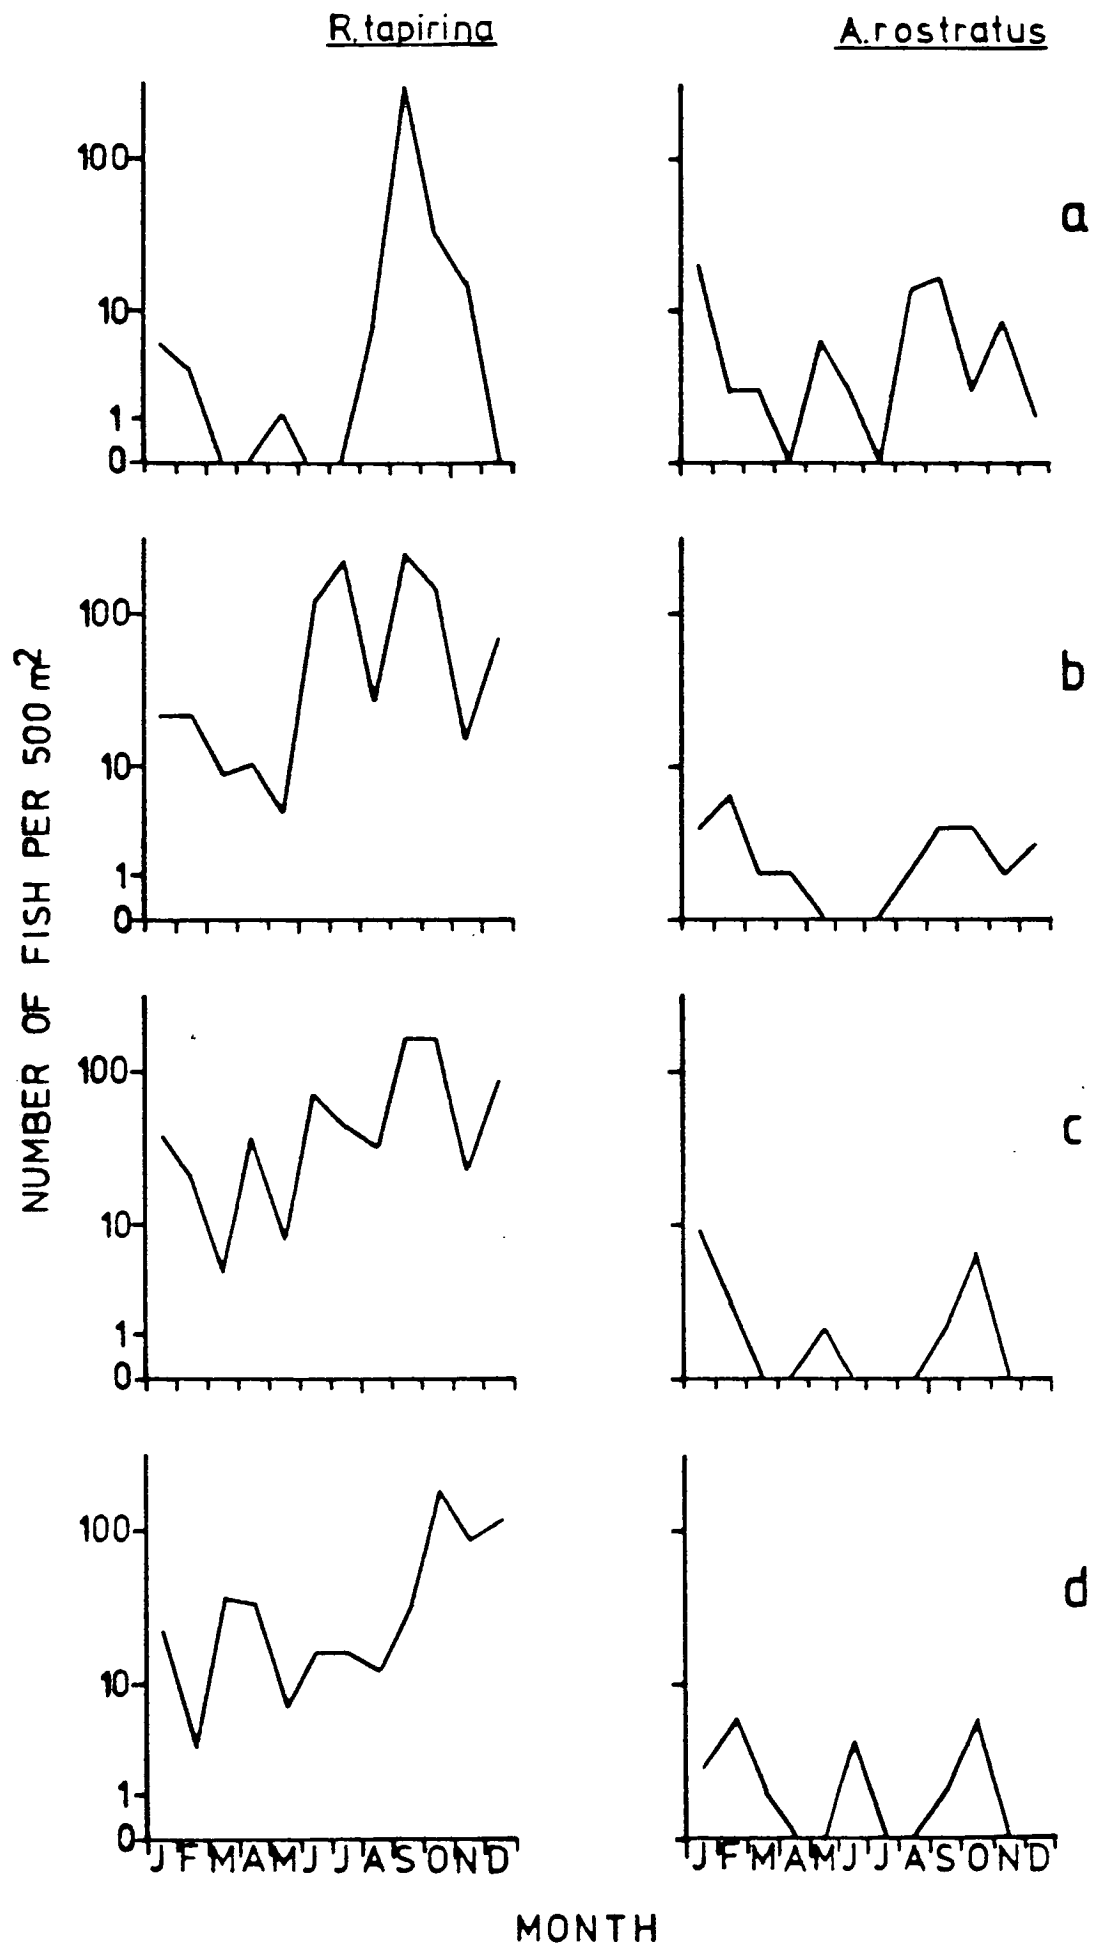 R.tapirina A.rostratus
100
10
1
0
a
100
10
1
0
b
NUMBER OF FISH PER 500 m²
100
10
1
0
c
100
10
1
0
d
J F M A M J J A S O N D J F M A M J J A S O N D
MONTH